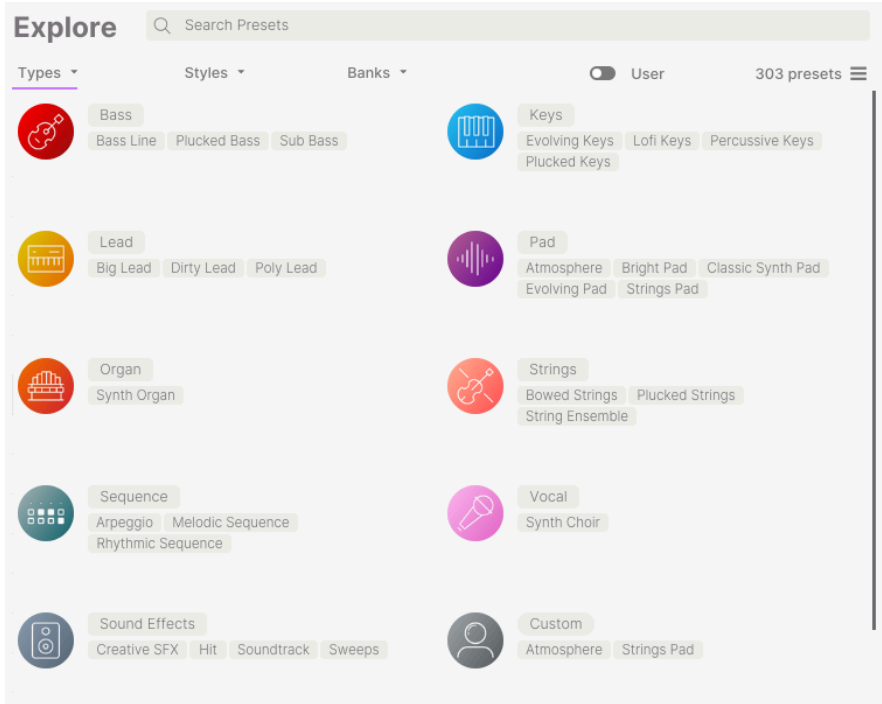 Explore
Search Presets
Types
Styles
Banks
User
303 presets
Bass
Bass Line Plucked Bass Sub Bass
Keys
Evolving Keys Lofi Keys Percussive Keys
Plucked Keys
Lead
Big Lead Dirty Lead Poly Lead
Pad
Atmosphere Bright Pad Classic Synth Pad
Evolving Pad Strings Pad
Organ
Synth Organ
Strings
Bowed Strings Plucked Strings
String Ensemble
Sequence
Arpeggio Melodic Sequence
Rhythmic Sequence
Vocal
Synth Choir
Sound Effects
Creative SFX Hit Soundtrack Sweeps
Custom
Atmosphere Strings Pad